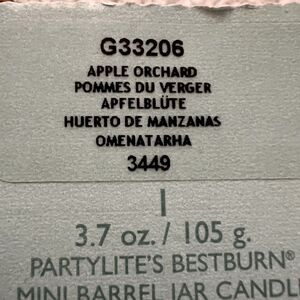 G33206
APPLE ORCHARD
POMMES DU VERGER
APFELBLÜTE
HUERTO DE MANZANAS
OMENATARHA
3449
3.7 oz. / 105 g.
PARTYLITE'S BESTBURN®
MINI BARREL JAR CANDL